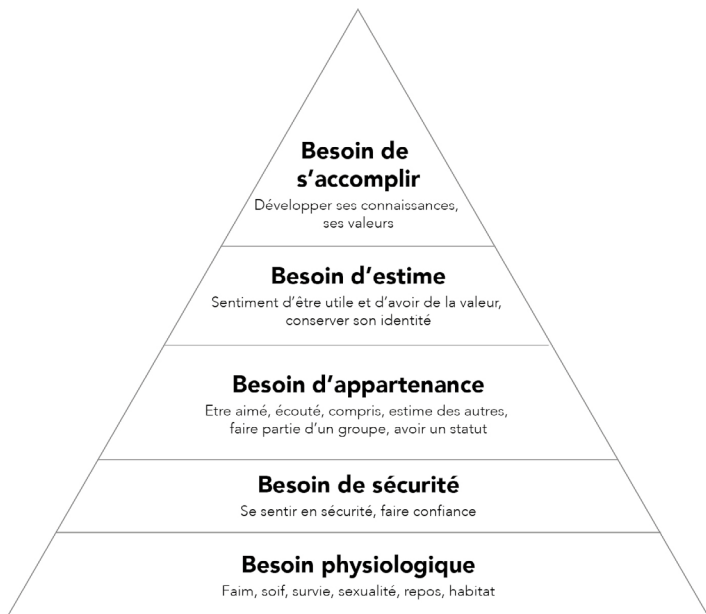 Besoin de
s’accomplir
Développer ses connaissances,
ses valeurs
Besoin d’estime
Sentiment d’être utile et d’avoir de la valeur,
conserver son identité
Besoin d’appartenance
Etre aimé, écouté, compris, estime des autres,
faire partie d’un groupe, avoir un statut
Besoin de sécurité
Se sentir en sécurité, faire confiance
Besoin physiologique
Faim, soif, survie, sexualité, repos, habitat